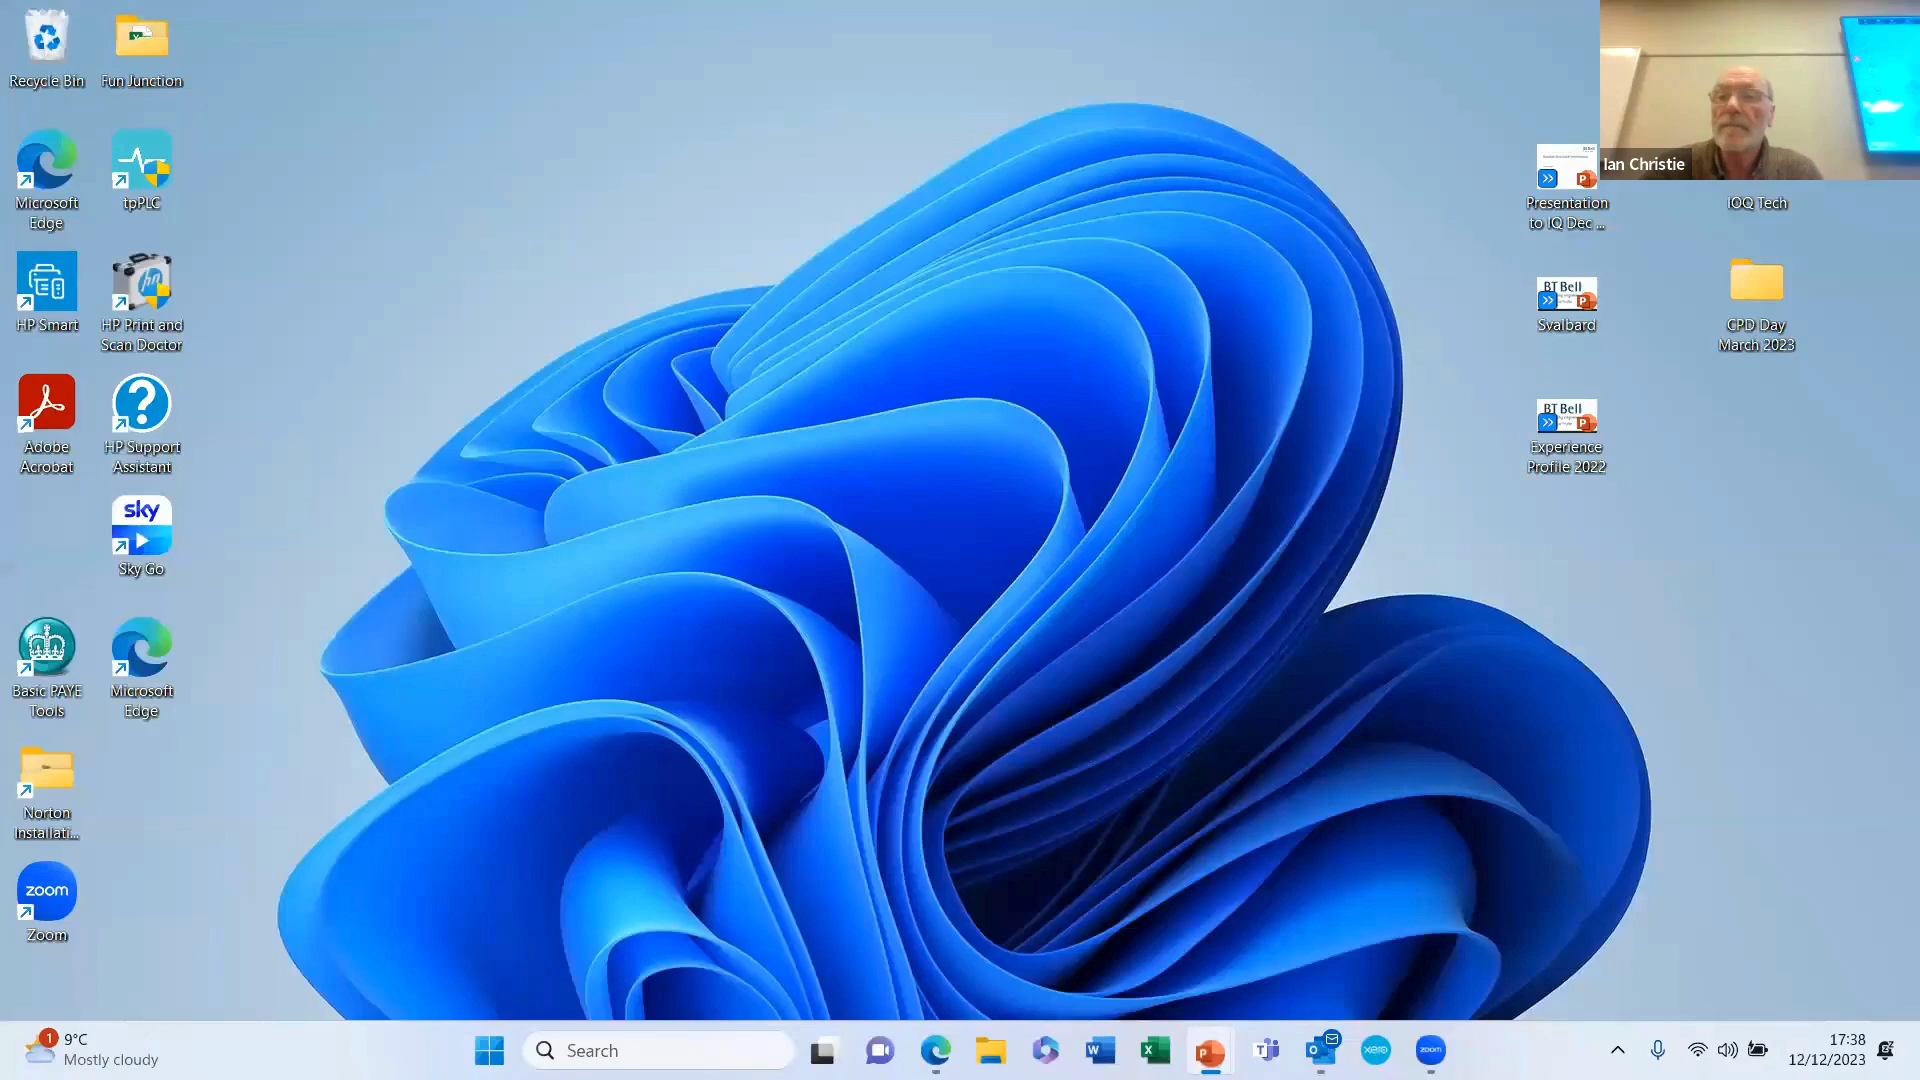 Recycle Bin
Fun Junction
Microsoft
Edge
tpPLC
HP Smart
HP Print and
Scan Doctor
Adobe
Acrobat
HP Support
Assistant
sky
Sky Go
Basic PAYE
Tools
Microsoft
Edge
Norton
Installati...
zoom
Zoom
Ian Christie
Presentation
to IQ Dec ...
IOQ Tech
BT Bell
Svalbard
CPD Day
March 2023
BT Bell
Experience
Profile 2022
1
9°C
Mostly cloudy
Search
xero
zoom
17:38
12/12/2023